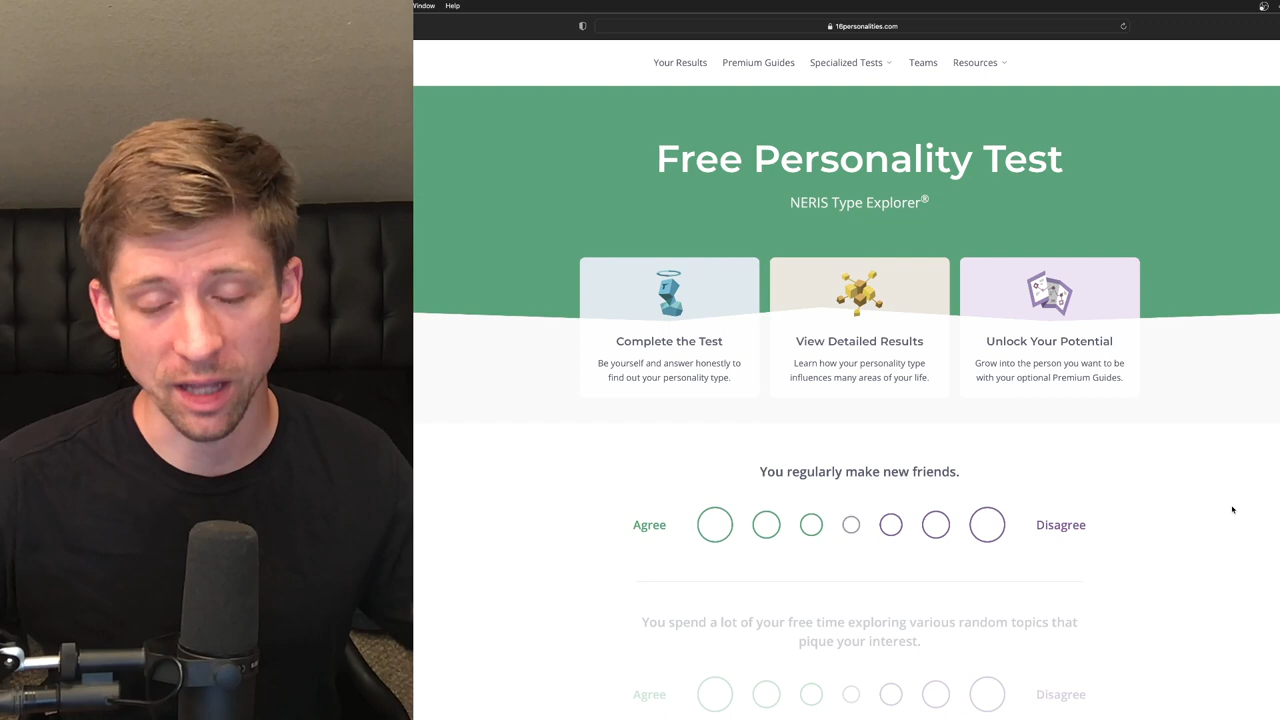 Window Help
16personalities.com
Your Results Premium Guides Specialized Tests Teams Resources
Free Personality Test
NERIS Type Explorer®
Complete the Test
Be yourself and answer honestly to
find out your personality type.
View Detailed Results
Learn how your personality type
influences many areas of your life.
Unlock Your Potential
Grow into the person you want to be
with your optional Premium Guides.
You regularly make new friends.
Agree Disagree
You spend a lot of your free time exploring various random topics that
pique your interest.
Agree Disagree